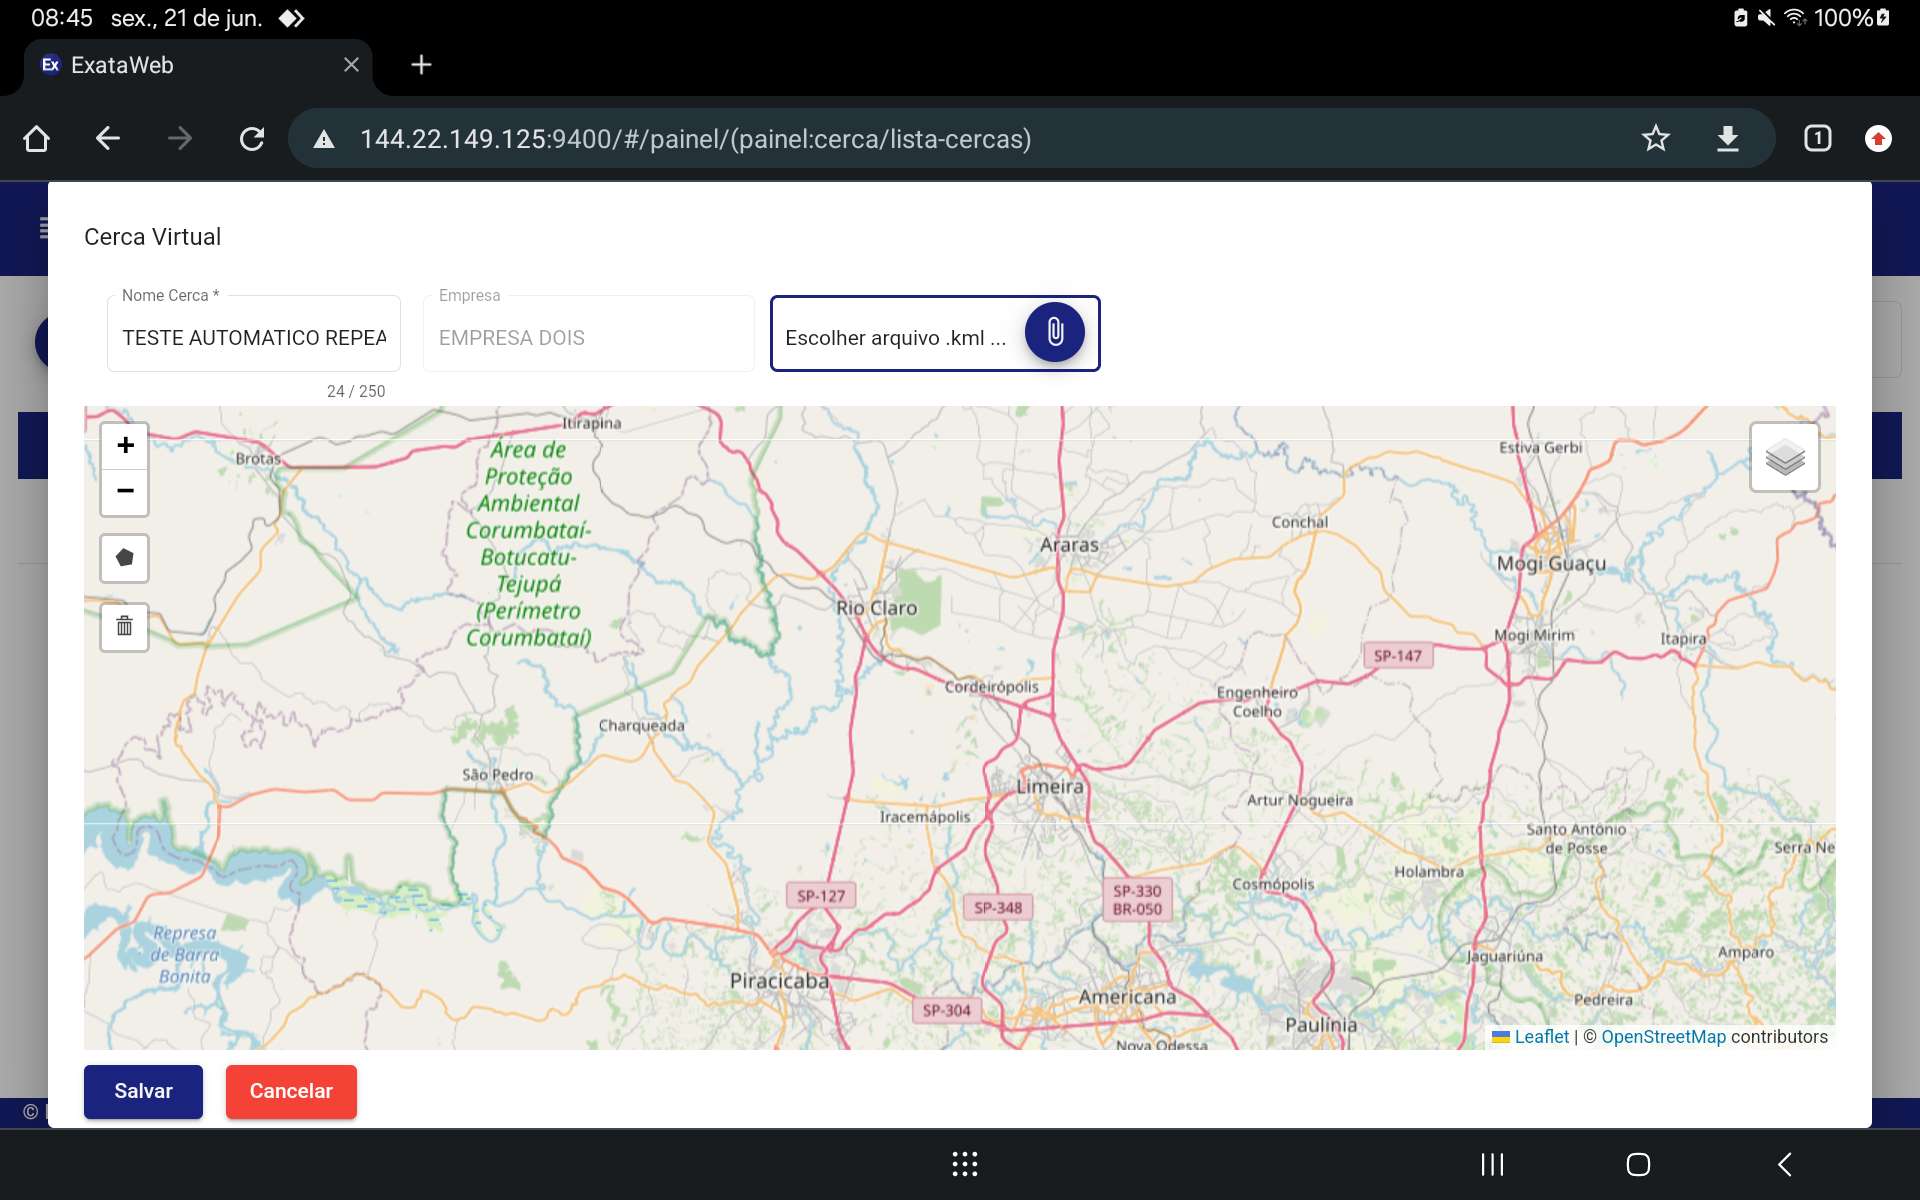 08:45 sex., 21 de jun. 100%
Ex ExataWeb
144.22.149.125:9400/#/painel/(painel:cerca/lista-cercas)
1
Cerca Virtual
Nome Cerca *
TESTE AUTOMATICO REPEA
24 / 250
Empresa
EMPRESA DOIS
Escolher arquivo .kml ...
+
−
Itirapina
Brotas
Área de
Proteção
Ambiental
Corumbataí-
Botucatu-
Tejupá
(Perímetro
Corumbataí)
Estiva Gerbi
Conchal
Araras
Mogi Guaçu
Rio Claro
Mogi Mirim
Itapira
SP-147
Cordeirópolis
Engenheiro
Coelho
Charqueada
São Pedro
Limeira
Artur Nogueira
Iracemápolis
Santo Antônio
de Posse
Serra Ne
Holambra
Cosmópolis
SP-127
SP-348
SP-330
BR-050
Represa
de Barra
Bonita
Jaguariúna
Amparo
Piracicaba
Americana
Pedreira
SP-304
Paulínia
Nova Odessa
Leaflet | © OpenStreetMap contributors
Salvar
Cancelar
©